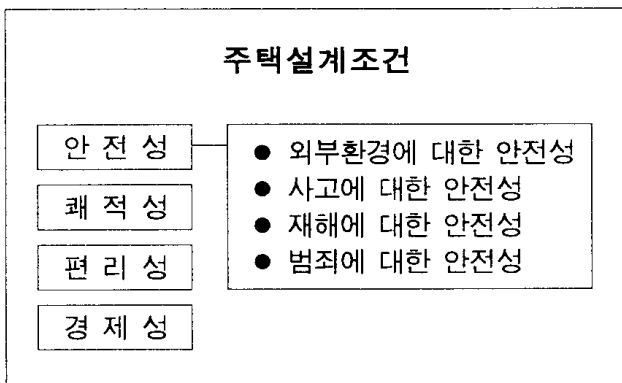 주택설계조건
안 전 성
● 외부환경에 대한 안전성
● 사고에 대한 안전성
● 재해에 대한 안전성
● 범죄에 대한 안전성
쾌 적 성
편 리 성
경 제 성